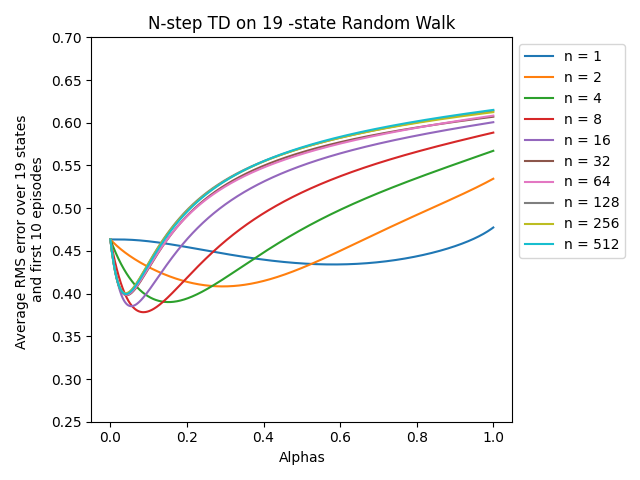 N-step TD on 19 -state Random Walk
Average RMS error over 19 states
and first 10 episodes
0.70
0.65
0.60
0.55
0.50
0.45
0.40
0.35
0.30
0.25
0.0 0.2 0.4 0.6 0.8 1.0
Alphas
n = 1
n = 2
n = 4
n = 8
n = 16
n = 32
n = 64
n = 128
n = 256
n = 512